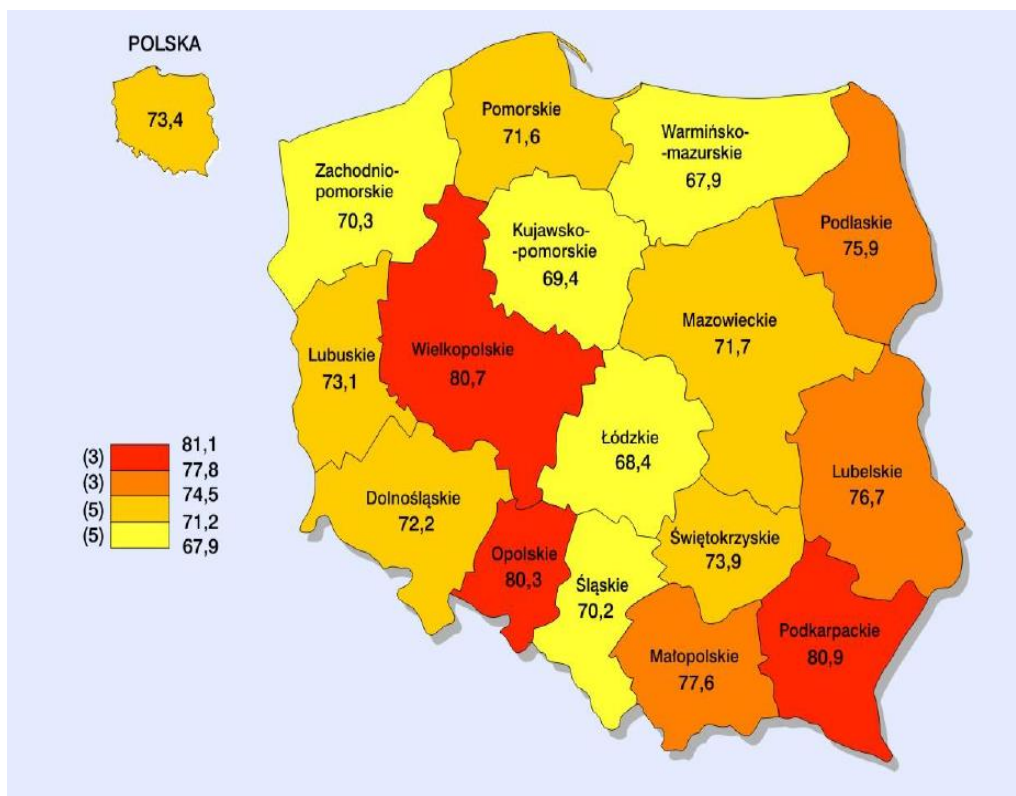 POLSKA
73,4
Pomorskie
71,6
Warmińsko-
-mazurskie
67,9
Zachodnio-
pomorskie
70,3
Podlaskie
75,9
Kujawsko-
-pomorskie
69,4
Mazowieckie
71,7
Lubuskie
73,1
Wielkopolskie
80,7
Łódzkie
68,4
Lubelskie
76,7
Dolnośląskie
72,2
Opolskie
80,3
Śląskie
70,2
Świętokrzyskie
73,9
Małopolskie
77,6
Podkarpackie
80,9
81,1
(3)
77,8
(3)
74,5
(5)
71,2
(5)
67,9